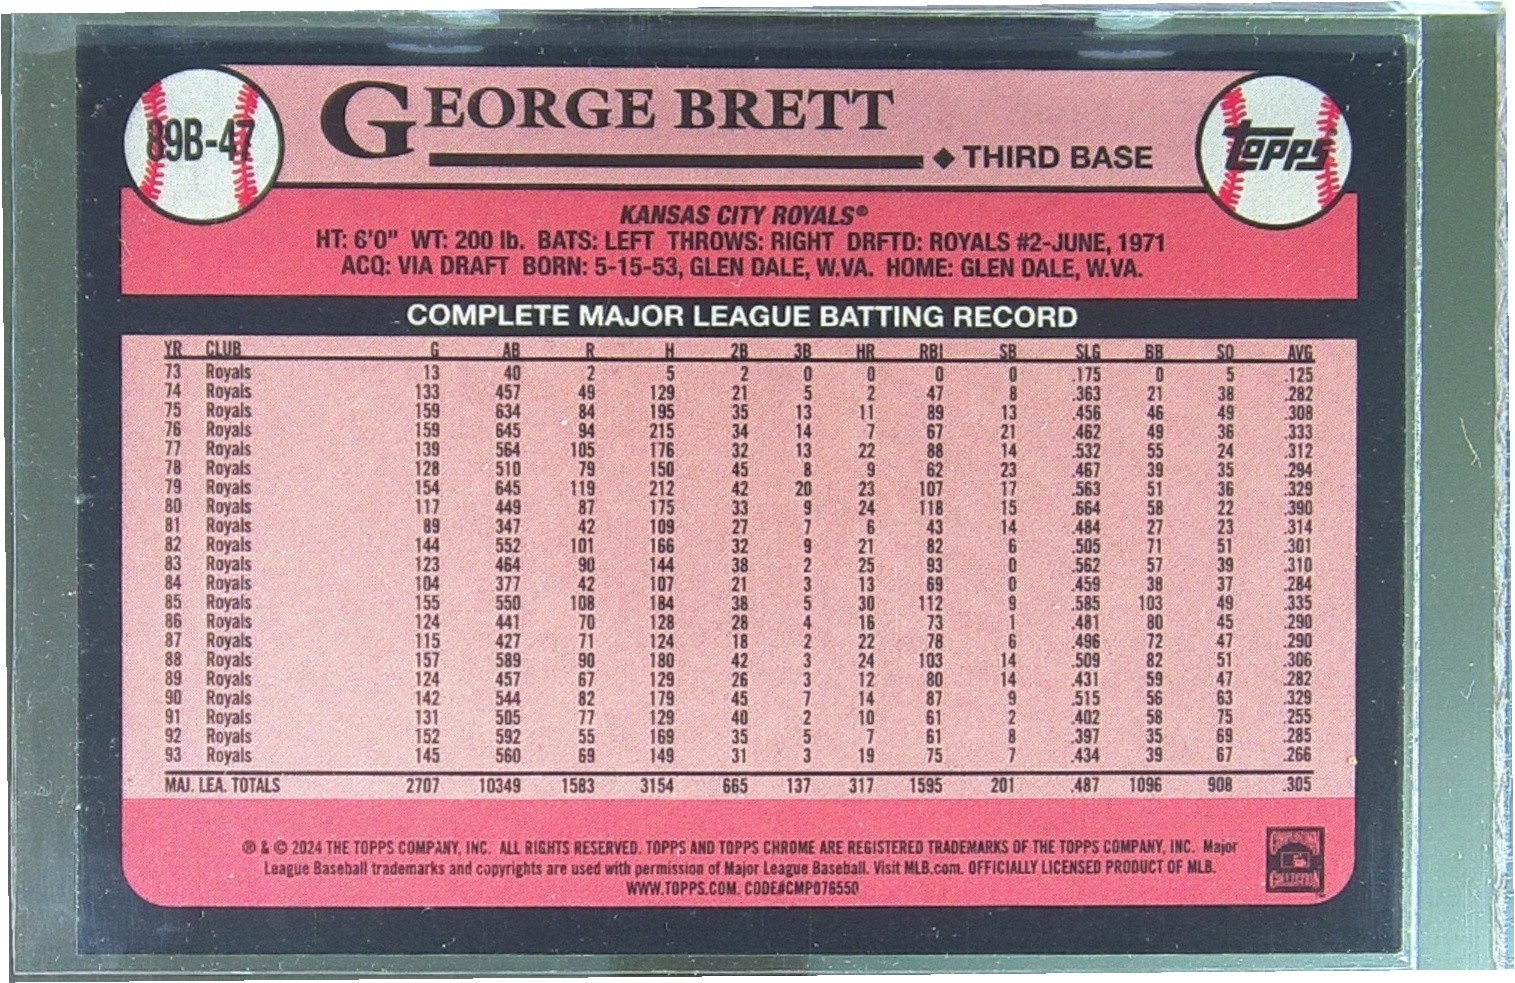 89B-47
GEORGE BRETT
THIRD BASE
Topps
KANSAS CITY ROYALS®
HT: 6'0" WT: 200 lb. BATS: LEFT THROWS: RIGHT DRFTD: ROYALS #2-JUNE, 1971
ACQ: VIA DRAFT BORN: 5-15-53, GLEN DALE, W.VA. HOME: GLEN DALE, W.VA.
COMPLETE MAJOR LEAGUE BATTING RECORD
YR CLUB G AB R H 2B 3B HR RBI SB SLG BB SO AVG
73 Royals 13 40 2 5 2 0 0 0 0 .175 0 5 .125
74 Royals 133 457 49 129 21 5 2 47 8 .363 21 38 .282
75 Royals 159 634 84 195 35 13 11 89 13 .456 46 49 .308
76 Royals 159 645 94 215 34 14 7 67 21 .462 49 36 .333
77 Royals 139 564 105 176 32 13 22 88 14 .532 55 24 .312
78 Royals 128 510 79 150 45 8 9 62 23 .467 39 35 .294
79 Royals 154 645 119 212 42 20 23 107 17 .563 51 36 .329
80 Royals 117 449 87 175 33 9 24 118 15 .664 58 22 .390
81 Royals 89 347 42 109 27 7 6 43 14 .484 27 23 .314
82 Royals 144 552 101 166 32 9 21 82 6 .505 71 51 .301
83 Royals 123 464 90 144 38 2 25 93 0 .562 57 39 .310
84 Royals 104 377 42 107 21 3 13 69 0 .459 38 37 .284
85 Royals 155 550 108 184 38 5 30 112 9 .585 103 49 .335
86 Royals 124 441 70 128 28 4 16 73 1 .481 80 45 .290
87 Royals 115 427 71 124 18 2 22 78 6 .496 72 47 .290
88 Royals 157 589 90 180 42 3 24 103 14 .509 82 51 .306
89 Royals 124 457 67 129 26 3 12 80 14 .431 59 47 .282
90 Royals 142 544 82 179 45 7 14 87 9 .515 56 63 .329
91 Royals 131 505 77 129 40 2 10 61 2 .402 58 75 .255
92 Royals 152 592 55 169 35 5 7 61 8 .397 35 69 .285
93 Royals 145 560 69 149 31 3 19 75 7 .434 39 67 .266
MAJ. LEA. TOTALS 2707 10349 1583 3154 665 137 317 1595 201 .487 1096 908 .305
® & © 2024 THE TOPPS COMPANY, INC. ALL RIGHTS RESERVED. TOPPS AND TOPPS CHROME ARE REGISTERED TRADEMARKS OF THE TOPPS COMPANY, INC. Major
League Baseball trademarks and copyrights are used with permission of Major League Baseball. Visit MLB.com. OFFICIALLY LICENSED PRODUCT OF MLB.
WWW.TOPPS.COM. CODE#CMP076550
COOPERSTOWN
COLLECTION